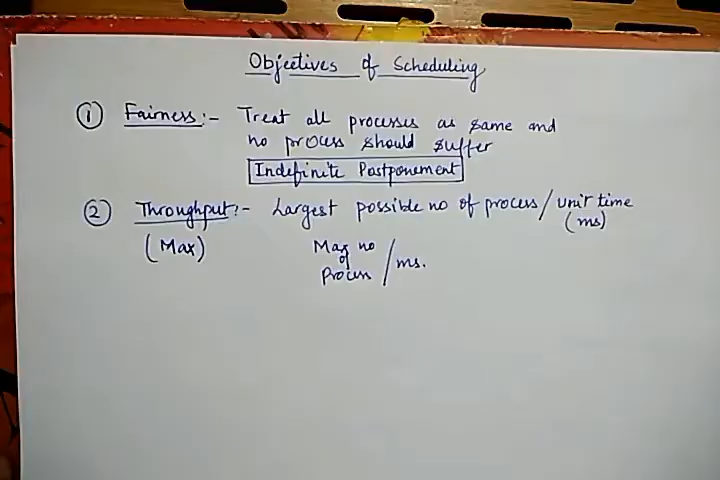 Objectives of Scheduling
① Fairness:- Treat all processes as same and
no process should suffer
Indefinite Postponement
② Throughput:- Largest possible no of process/unit time
(ms)
(Max)
Max no
of
Process / ms.